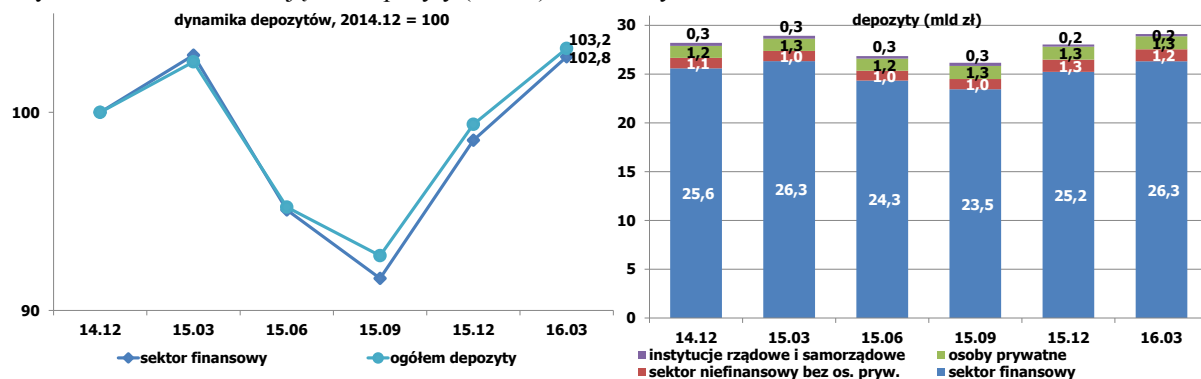 dynamika depozytów, 2014.12 = 100
100
90
103,2
102,8
14.12 15.03 15.06 15.09 15.12 16.03
sektor finansowy ogółem depozyty
depozyty (mld zł)
30
25
20
15
10
5
0
0,3 0,3 0,3 0,3 0,2 0,2
1,2 1,3 1,2 1,3 1,3 1,3
1,1 1,0 1,0 1,0 1,3 1,2
25,6 26,3 24,3 23,5 25,2 26,3
14.12 15.03 15.06 15.09 15.12 16.03
instytucje rządowe i samorządowe osoby prywatne
sektor niefinansowy bez os. pryw. sektor finansowy